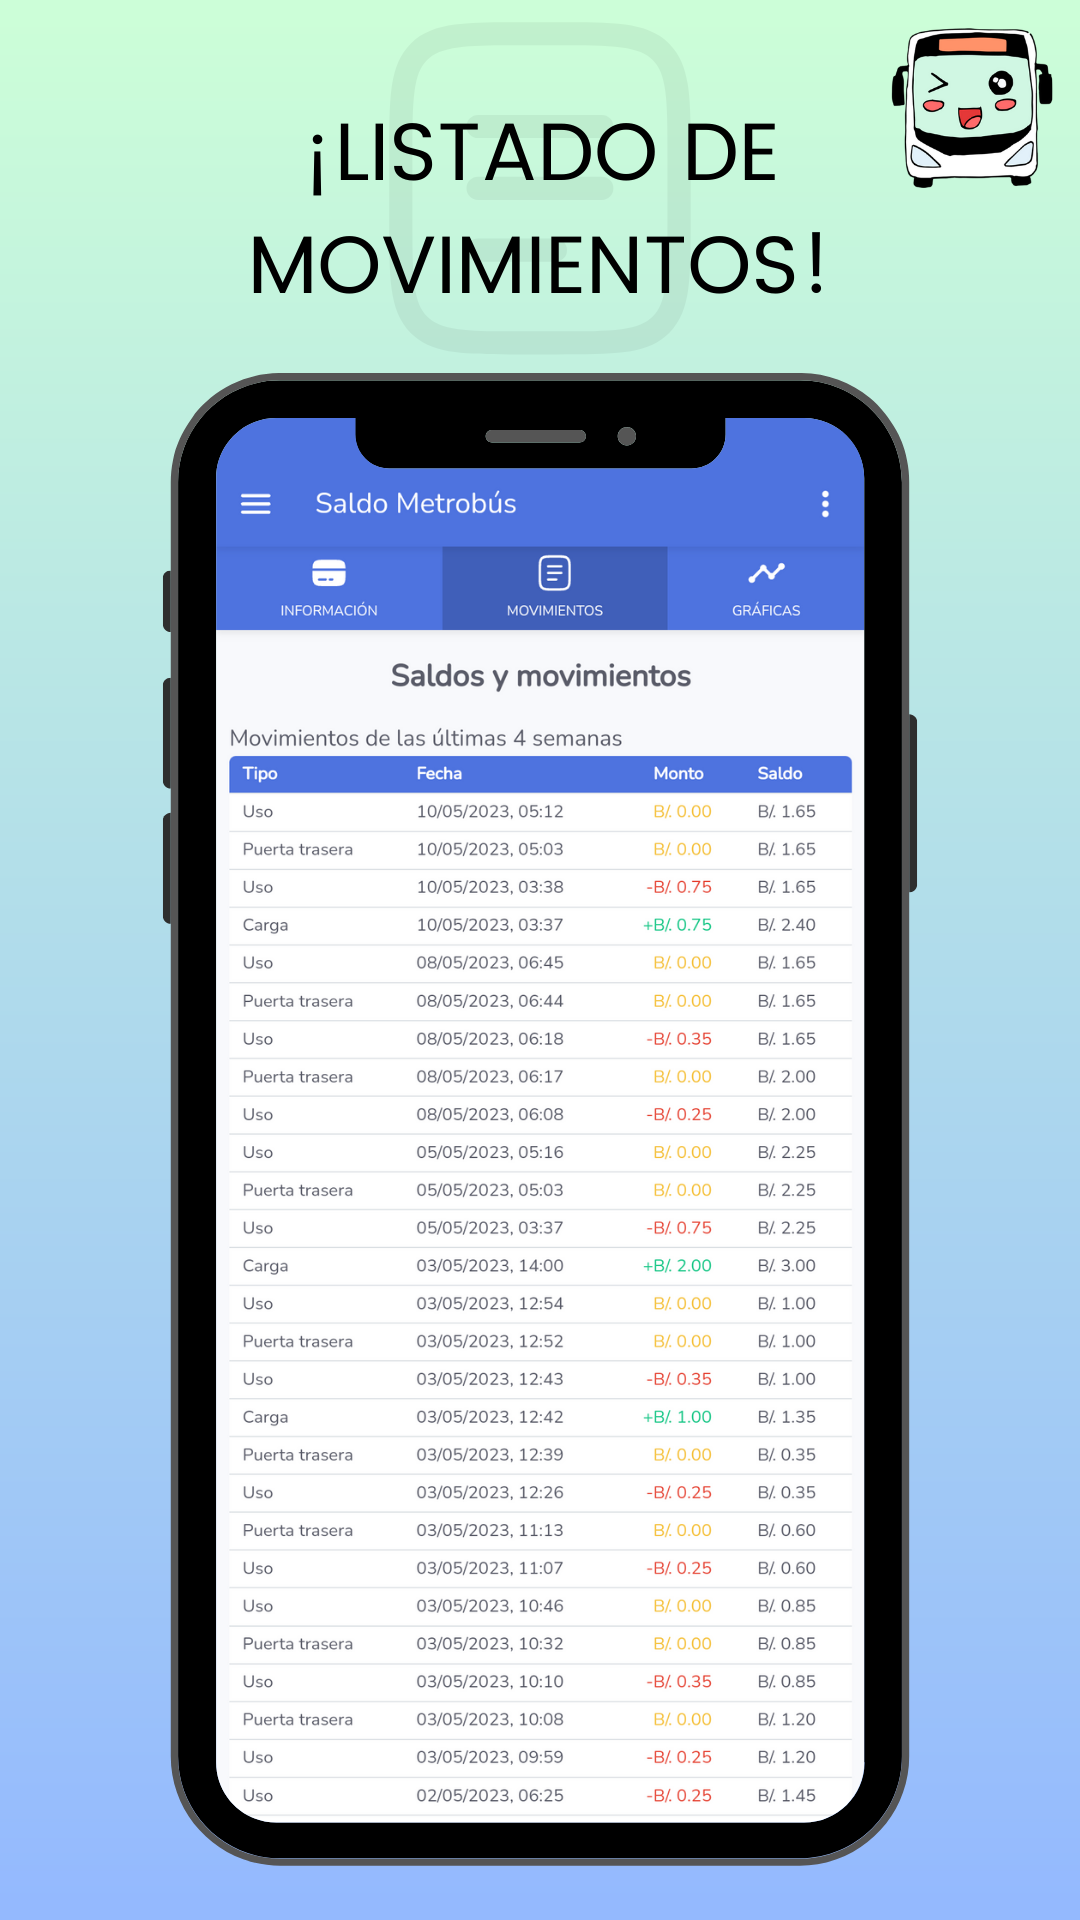 ¡LISTADO DE
MOVIMIENTOS!
Saldo Metrobús
INFORMACIÓN MOVIMIENTOS GRÁFICAS
Saldos y movimientos
Movimientos de las últimas 4 semanas
Tipo Fecha Monto Saldo
Uso 10/05/2023, 05:12 B/. 0.00 B/. 1.65
Puerta trasera 10/05/2023, 05:03 B/. 0.00 B/. 1.65
Uso 10/05/2023, 03:38 -B/. 0.75 B/. 1.65
Carga 10/05/2023, 03:37 +B/. 0.75 B/. 2.40
Uso 08/05/2023, 06:45 B/. 0.00 B/. 1.65
Puerta trasera 08/05/2023, 06:44 B/. 0.00 B/. 1.65
Uso 08/05/2023, 06:18 -B/. 0.35 B/. 1.65
Puerta trasera 08/05/2023, 06:17 B/. 0.00 B/. 2.00
Uso 08/05/2023, 06:08 -B/. 0.25 B/. 2.00
Uso 05/05/2023, 05:16 B/. 0.00 B/. 2.25
Puerta trasera 05/05/2023, 05:03 B/. 0.00 B/. 2.25
Uso 05/05/2023, 03:37 -B/. 0.75 B/. 2.25
Carga 03/05/2023, 14:00 +B/. 2.00 B/. 3.00
Uso 03/05/2023, 12:54 B/. 0.00 B/. 1.00
Puerta trasera 03/05/2023, 12:52 B/. 0.00 B/. 1.00
Uso 03/05/2023, 12:43 -B/. 0.35 B/. 1.00
Carga 03/05/2023, 12:42 +B/. 1.00 B/. 1.35
Puerta trasera 03/05/2023, 12:39 B/. 0.00 B/. 0.35
Uso 03/05/2023, 12:26 -B/. 0.25 B/. 0.35
Puerta trasera 03/05/2023, 11:13 B/. 0.00 B/. 0.60
Uso 03/05/2023, 11:07 -B/. 0.25 B/. 0.60
Uso 03/05/2023, 10:46 B/. 0.00 B/. 0.85
Puerta trasera 03/05/2023, 10:32 B/. 0.00 B/. 0.85
Uso 03/05/2023, 10:10 -B/. 0.35 B/. 0.85
Puerta trasera 03/05/2023, 10:08 B/. 0.00 B/. 1.20
Uso 03/05/2023, 09:59 -B/. 0.25 B/. 1.20
Uso 02/05/2023, 06:25 -B/. 0.25 B/. 1.45